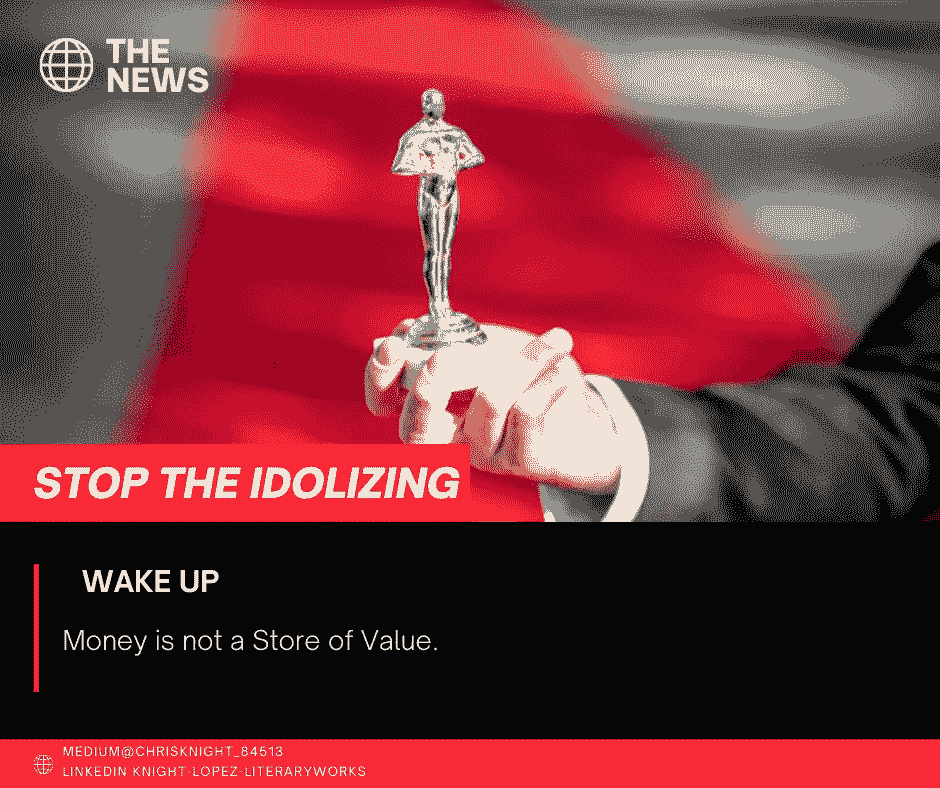 THE
NEWS
STOP THE IDOLIZING
WAKE UP
Money is not a Store of Value.
MEDIUM@CHRISKNIGHT_84513
LINKEDIN KNIGHT-LOPEZ-LITERARYWORKS